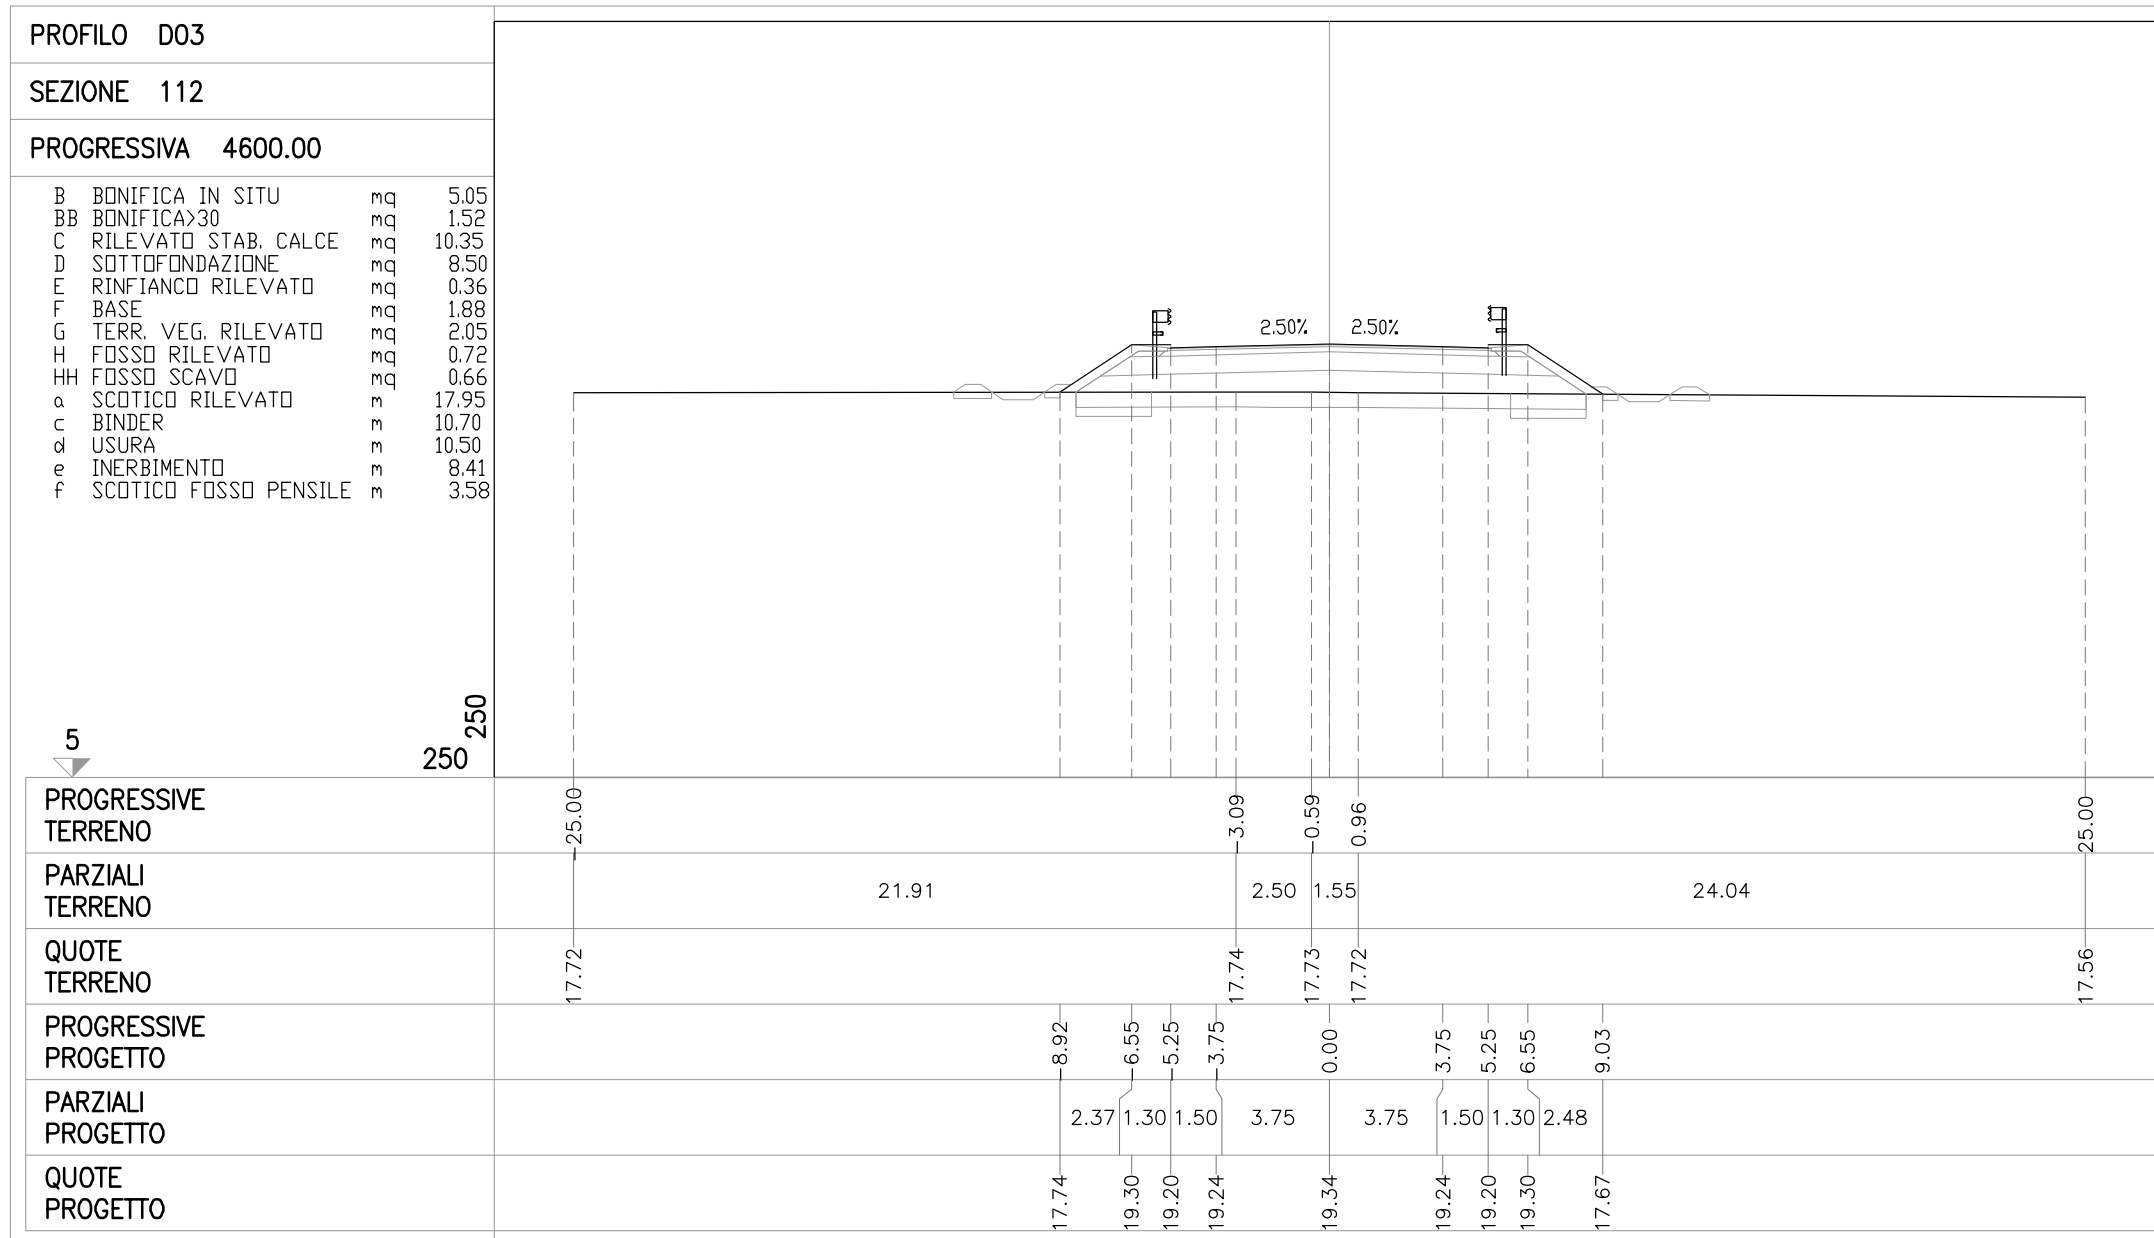 PROFILO D03
SEZIONE 112
PROGRESSIVA 4600.00
B BONIFICA IN SITU mq 5.05
BB BONIFICA>30 mq 1.52
C RILEVATO STAB. CALCE mq 10.35
D SOTTOFONDAZIONE mq 8.50
E RINFIANCO RILEVATO mq 0.36
F BASE mq 1.88
G TERR. VEG. RILEVATO mq 2.05
H FOSSO RILEVATO mq 0.72
HH FOSSO SCAVO mq 0.66
a SCOTICO RILEVATO m 17.95
c BINDER m 10.70
d USURA m 10.50
e INERBIMENTO m 8.41
f SCOTICO FOSSO PENSILE m 3.58
2.50% 2.50%
5
250
250
PROGRESSIVE
TERRENO
-25.00 -3.09 -0.59 0.96 25.00
PARZIALI
TERRENO
21.91 2.50 1.55 24.04
QUOTE
TERRENO
17.72 17.74 17.73 17.72 17.56
PROGRESSIVE
PROGETTO
-8.92 -6.55 -5.25 -3.75 0.00 3.75 5.25 6.55 9.03
PARZIALI
PROGETTO
2.37 1.30 1.50 3.75 3.75 1.50 1.30 2.48
QUOTE
PROGETTO
17.74 19.30 19.20 19.24 19.34 19.24 19.20 19.30 17.67